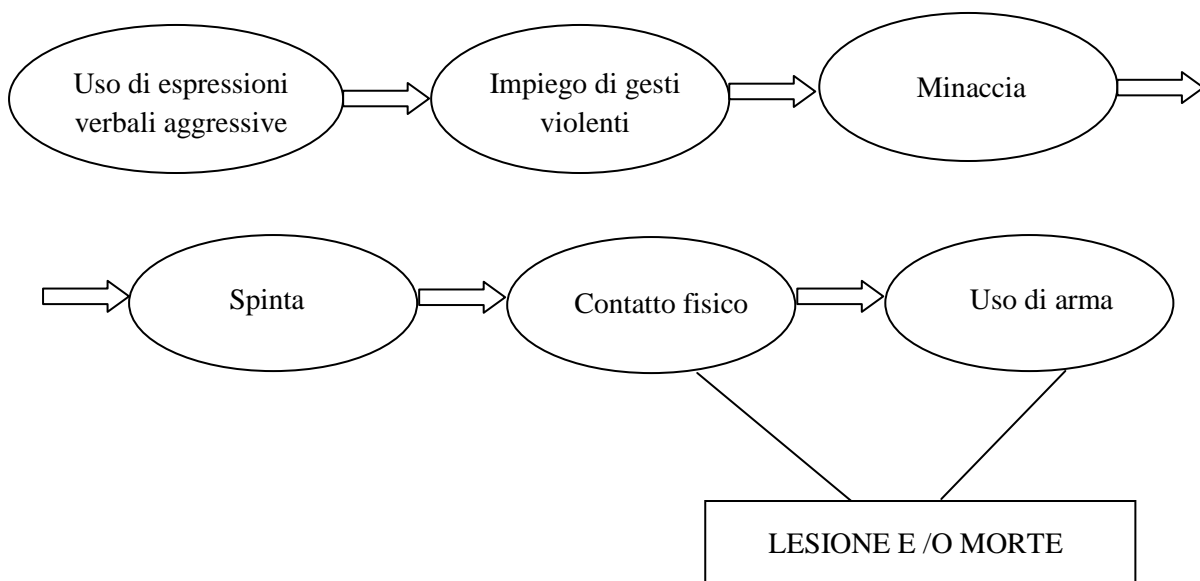 Uso di espressioni
verbali aggressive
Impiego di gesti
violenti
Minaccia
Spinta
Contatto fisico
Uso di arma
LESIONE E /O MORTE